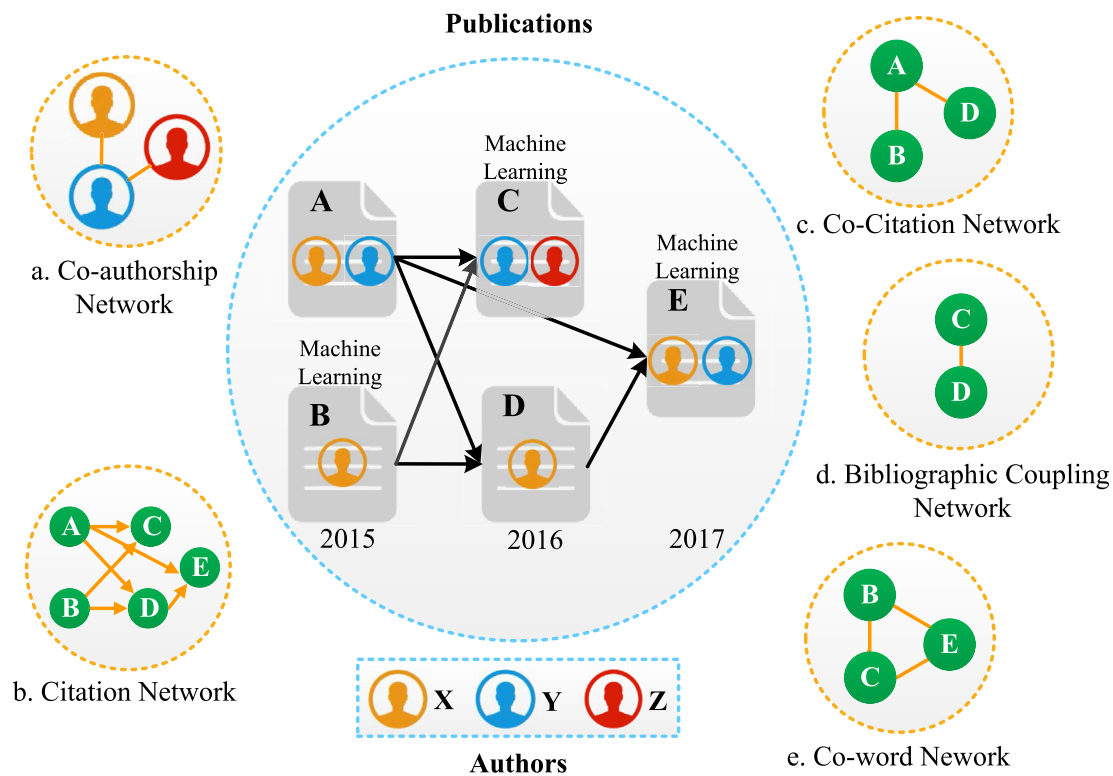 Publications
a. Co-authorship
Network
A
Machine
Learning
C
Machine
Learning
E
Machine
Learning
B
D
2015
2016
2017
A
D
B
c. Co-Citation Network
C
D
d. Bibliographic Coupling
Network
A
C
E
B
D
b. Citation Network
B
E
C
e. Co-word Nework
X
Y
Z
Authors